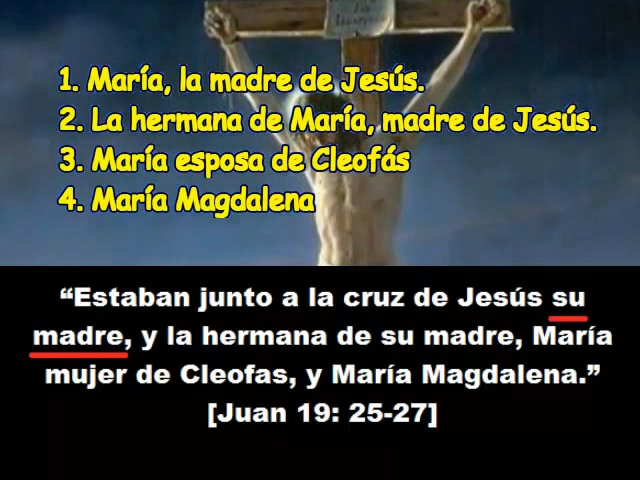 1. María, la madre de Jesús.
2. La hermana de María, madre de Jesús.
3. María esposa de Cleofás
4. María Magdalena
“Estaban junto a la cruz de Jesús su
madre, y la hermana de su madre, María
mujer de Cleofas, y María Magdalena.”
[Juan 19: 25-27]